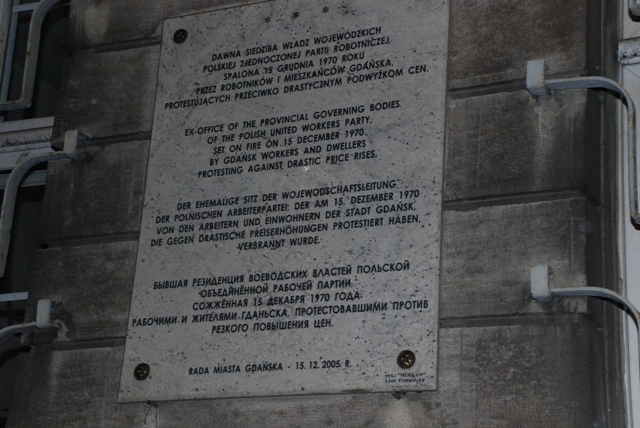 * * *
DAWNA SIEDZIBA WŁADZ WOJEWÓDZKICH
POLSKIEJ ZJEDNOCZONEJ PARTII ROBOTNICZEJ,
SPALONA 15 GRUDNIA 1970 ROKU
PRZEZ ROBOTNIKÓW I MIESZKAŃCÓW GDAŃSKA,
PROTESTUJĄCYCH PRZECIWKO DRASTYCZNYM PODWYŻKOM CEN.
EX-OFFICE OF THE PROVINCIAL GOVERNING BODIES
OF THE POLISH UNITED WORKERS PARTY,
SET ON FIRE ON 15 DECEMBER 1970
BY GDAŃSK WORKERS AND DWELLERS
PROTESTING AGAINST DRASTIC PRICE RISES.
DER EHEMALIGE SITZ DER WOJEWODSCHAFTSLEITUNG
DER POLNISCHEN ARBEITERPARTEI; DER AM 15. DEZEMBER 1970
VON DEN ARBEITERN UND EINWOHNERN DER STADT GDAŃSK,
DIE GEGEN DRASTISCHE PREISERHÖHUNGEN PROTESTIERT HABEN,
VERBRANNT WURDE.
БЫВШАЯ РЕЗИДЕНЦИЯ ВОЕВОДСКИХ ВЛАСТЕЙ ПОЛЬСКОЙ
ОБЪЕДИНЁННОЙ РАБОЧЕЙ ПАРТИИ,
СОЖЖЁННАЯ 15 ДЕКАБРЯ 1970 ГОДА
РАБОЧИМИ И ЖИТЕЛЯМИ ГДАНЬСКА, ПРОТЕСТОВАВШИМИ ПРОТИВ
РЕЗКОГО ПОВЫШЕНИЯ ЦЕН.
RADA MIASTA GDAŃSKA - 15.12.2005. R.